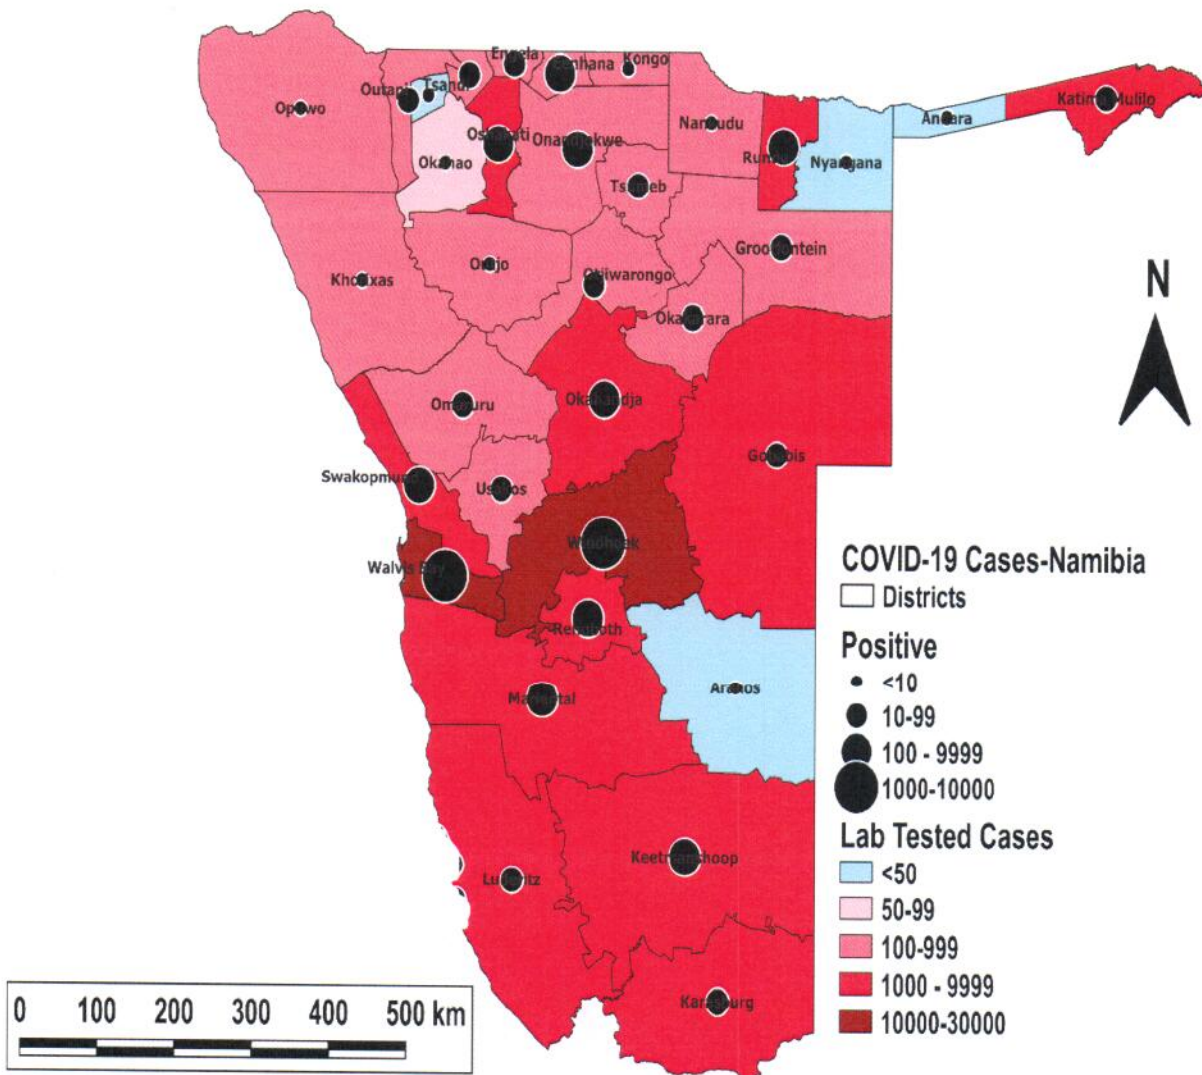 Engela
Eenhana
Kongo
Outapi
Tsandi
Opuwo
Katima Mulilo
Andara
Nankudu
Oshakati
Onandjokwe
Rundu
Okahao
Nyangana
Tsumeb
Grootfontein
Outjo
Otjiwarongo
Khorixas
N
Okakarara
Omaruru
Okahandja
Gobabis
Swakopmund
Usakos
Windhoek
Walvis Bay
Rehoboth
Mariental
Aranos
Keetmanshoop
Luderitz
Karasburg
COVID-19 Cases-Namibia
Districts
Positive
<10
10-99
100 - 9999
1000-10000
Lab Tested Cases
<50
50-99
100-999
1000 - 9999
10000-30000
0 100 200 300 400 500 km